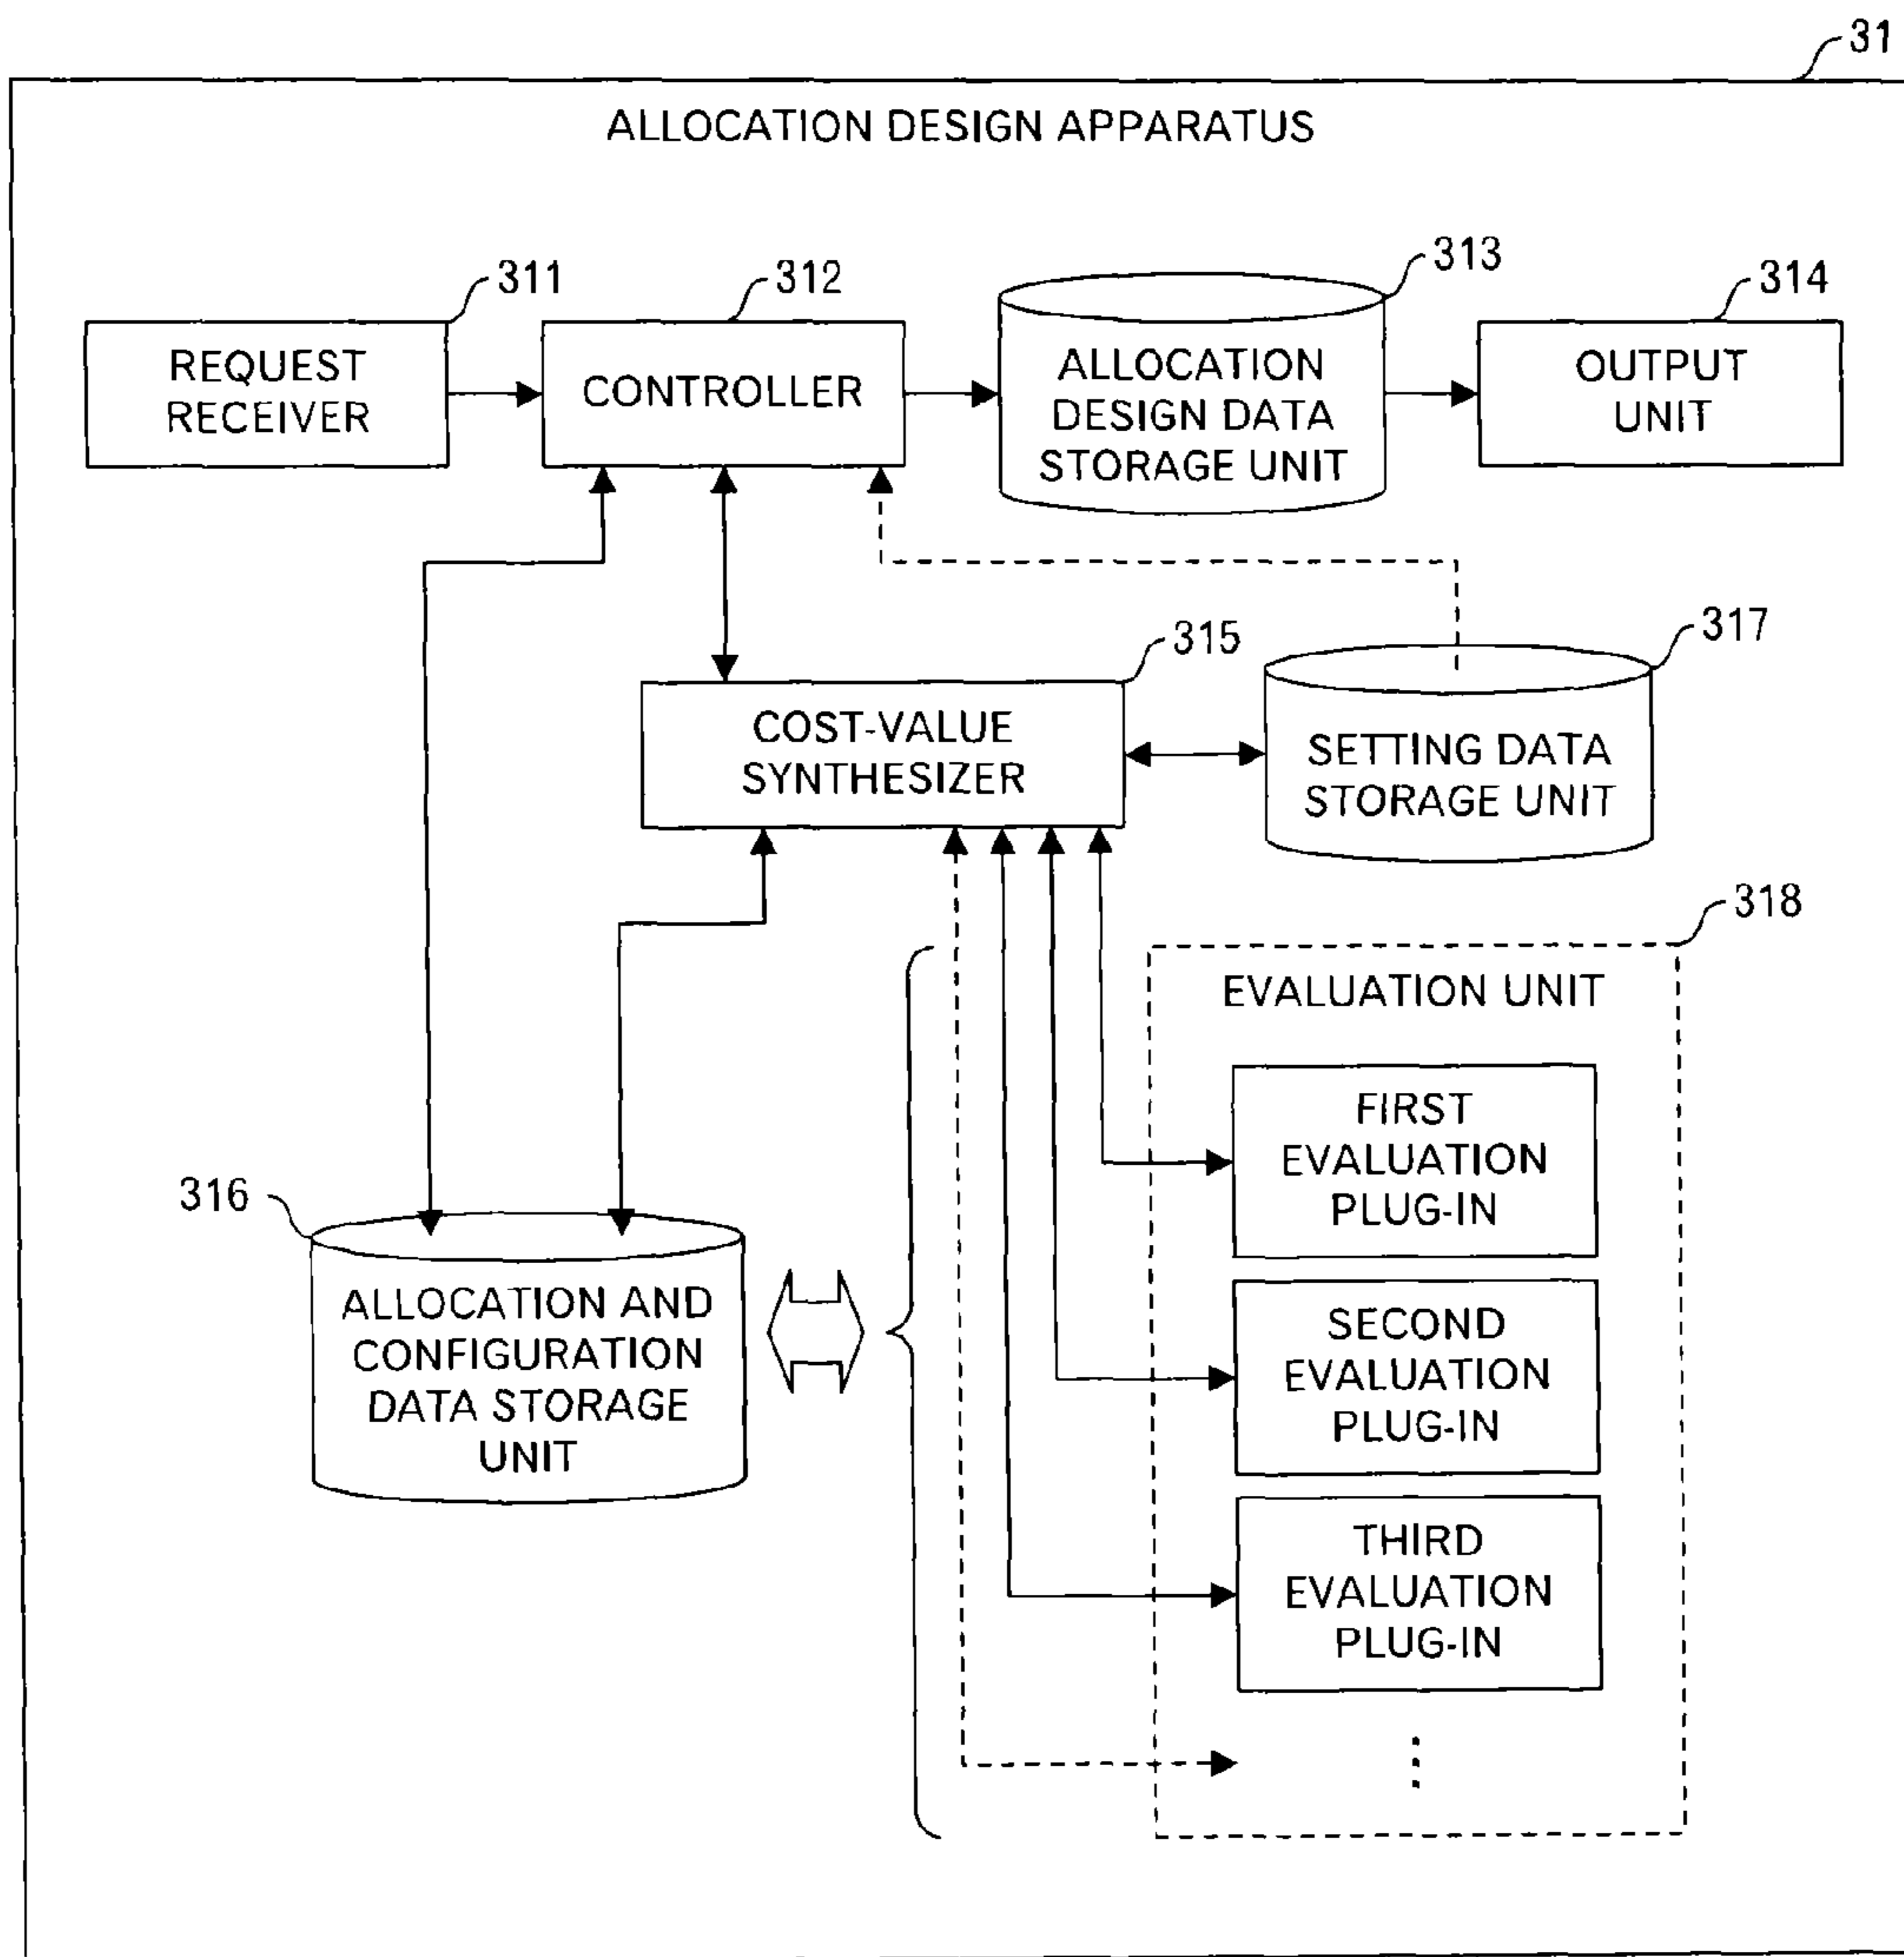 31
ALLOCATION DESIGN APPARATUS
311
312
313
314
REQUEST
RECEIVER
CONTROLLER
ALLOCATION
DESIGN DATA
STORAGE UNIT
OUTPUT
UNIT
315
317
COST-VALUE
SYNTHESIZER
SETTING DATA
STORAGE UNIT
318
EVALUATION UNIT
FIRST
EVALUATION
PLUG-IN
316
ALLOCATION AND
CONFIGURATION
DATA STORAGE
UNIT
SECOND
EVALUATION
PLUG-IN
THIRD
EVALUATION
PLUG-IN